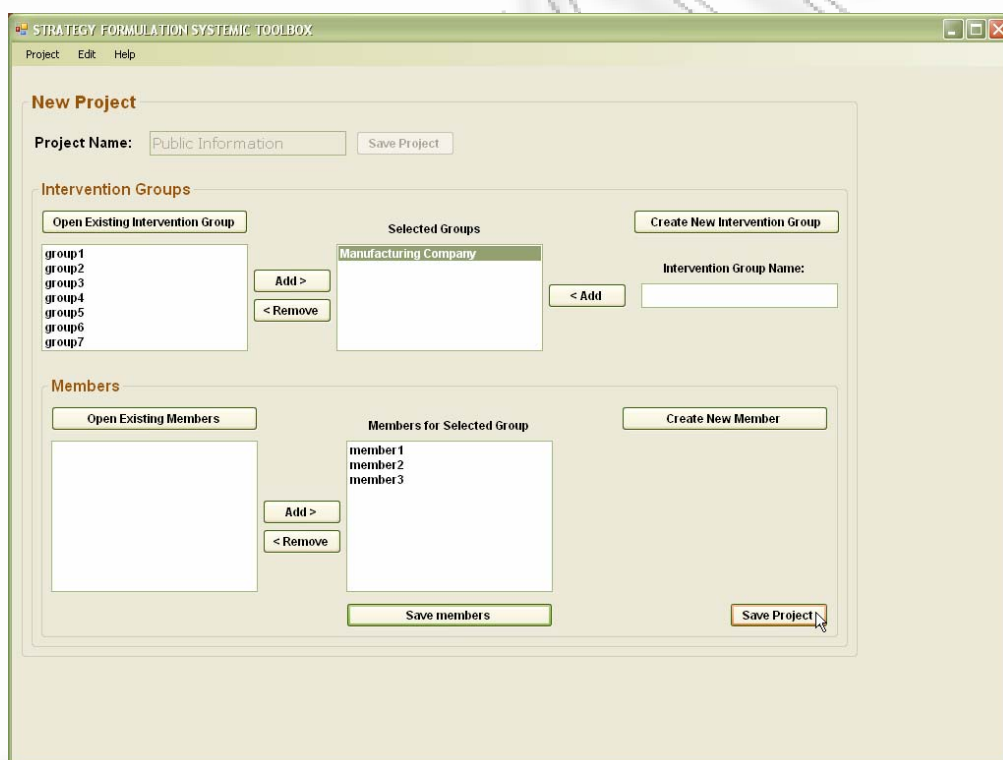 STRATEGY FORMULATION SYSTEMIC TOOLBOX
Project Edit Help
New Project
Project Name: Public Information Save Project
Intervention Groups
Open Existing Intervention Group
Selected Groups
Create New Intervention Group
group1
group2
group3
group4
group5
group6
group7
Add >
< Remove
Manufacturing Company
< Add
Intervention Group Name:
Members
Open Existing Members
Members for Selected Group
Create New Member
Add >
< Remove
member1
member2
member3
Save members
Save Project